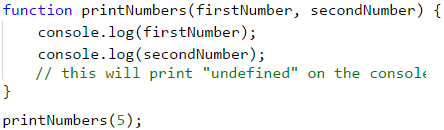 function printNumbers(firstNumber, secondNumber) {
    console.log(firstNumber);
    console.log(secondNumber);
    // this will print "undefined" on the console
}
printNumbers(5);